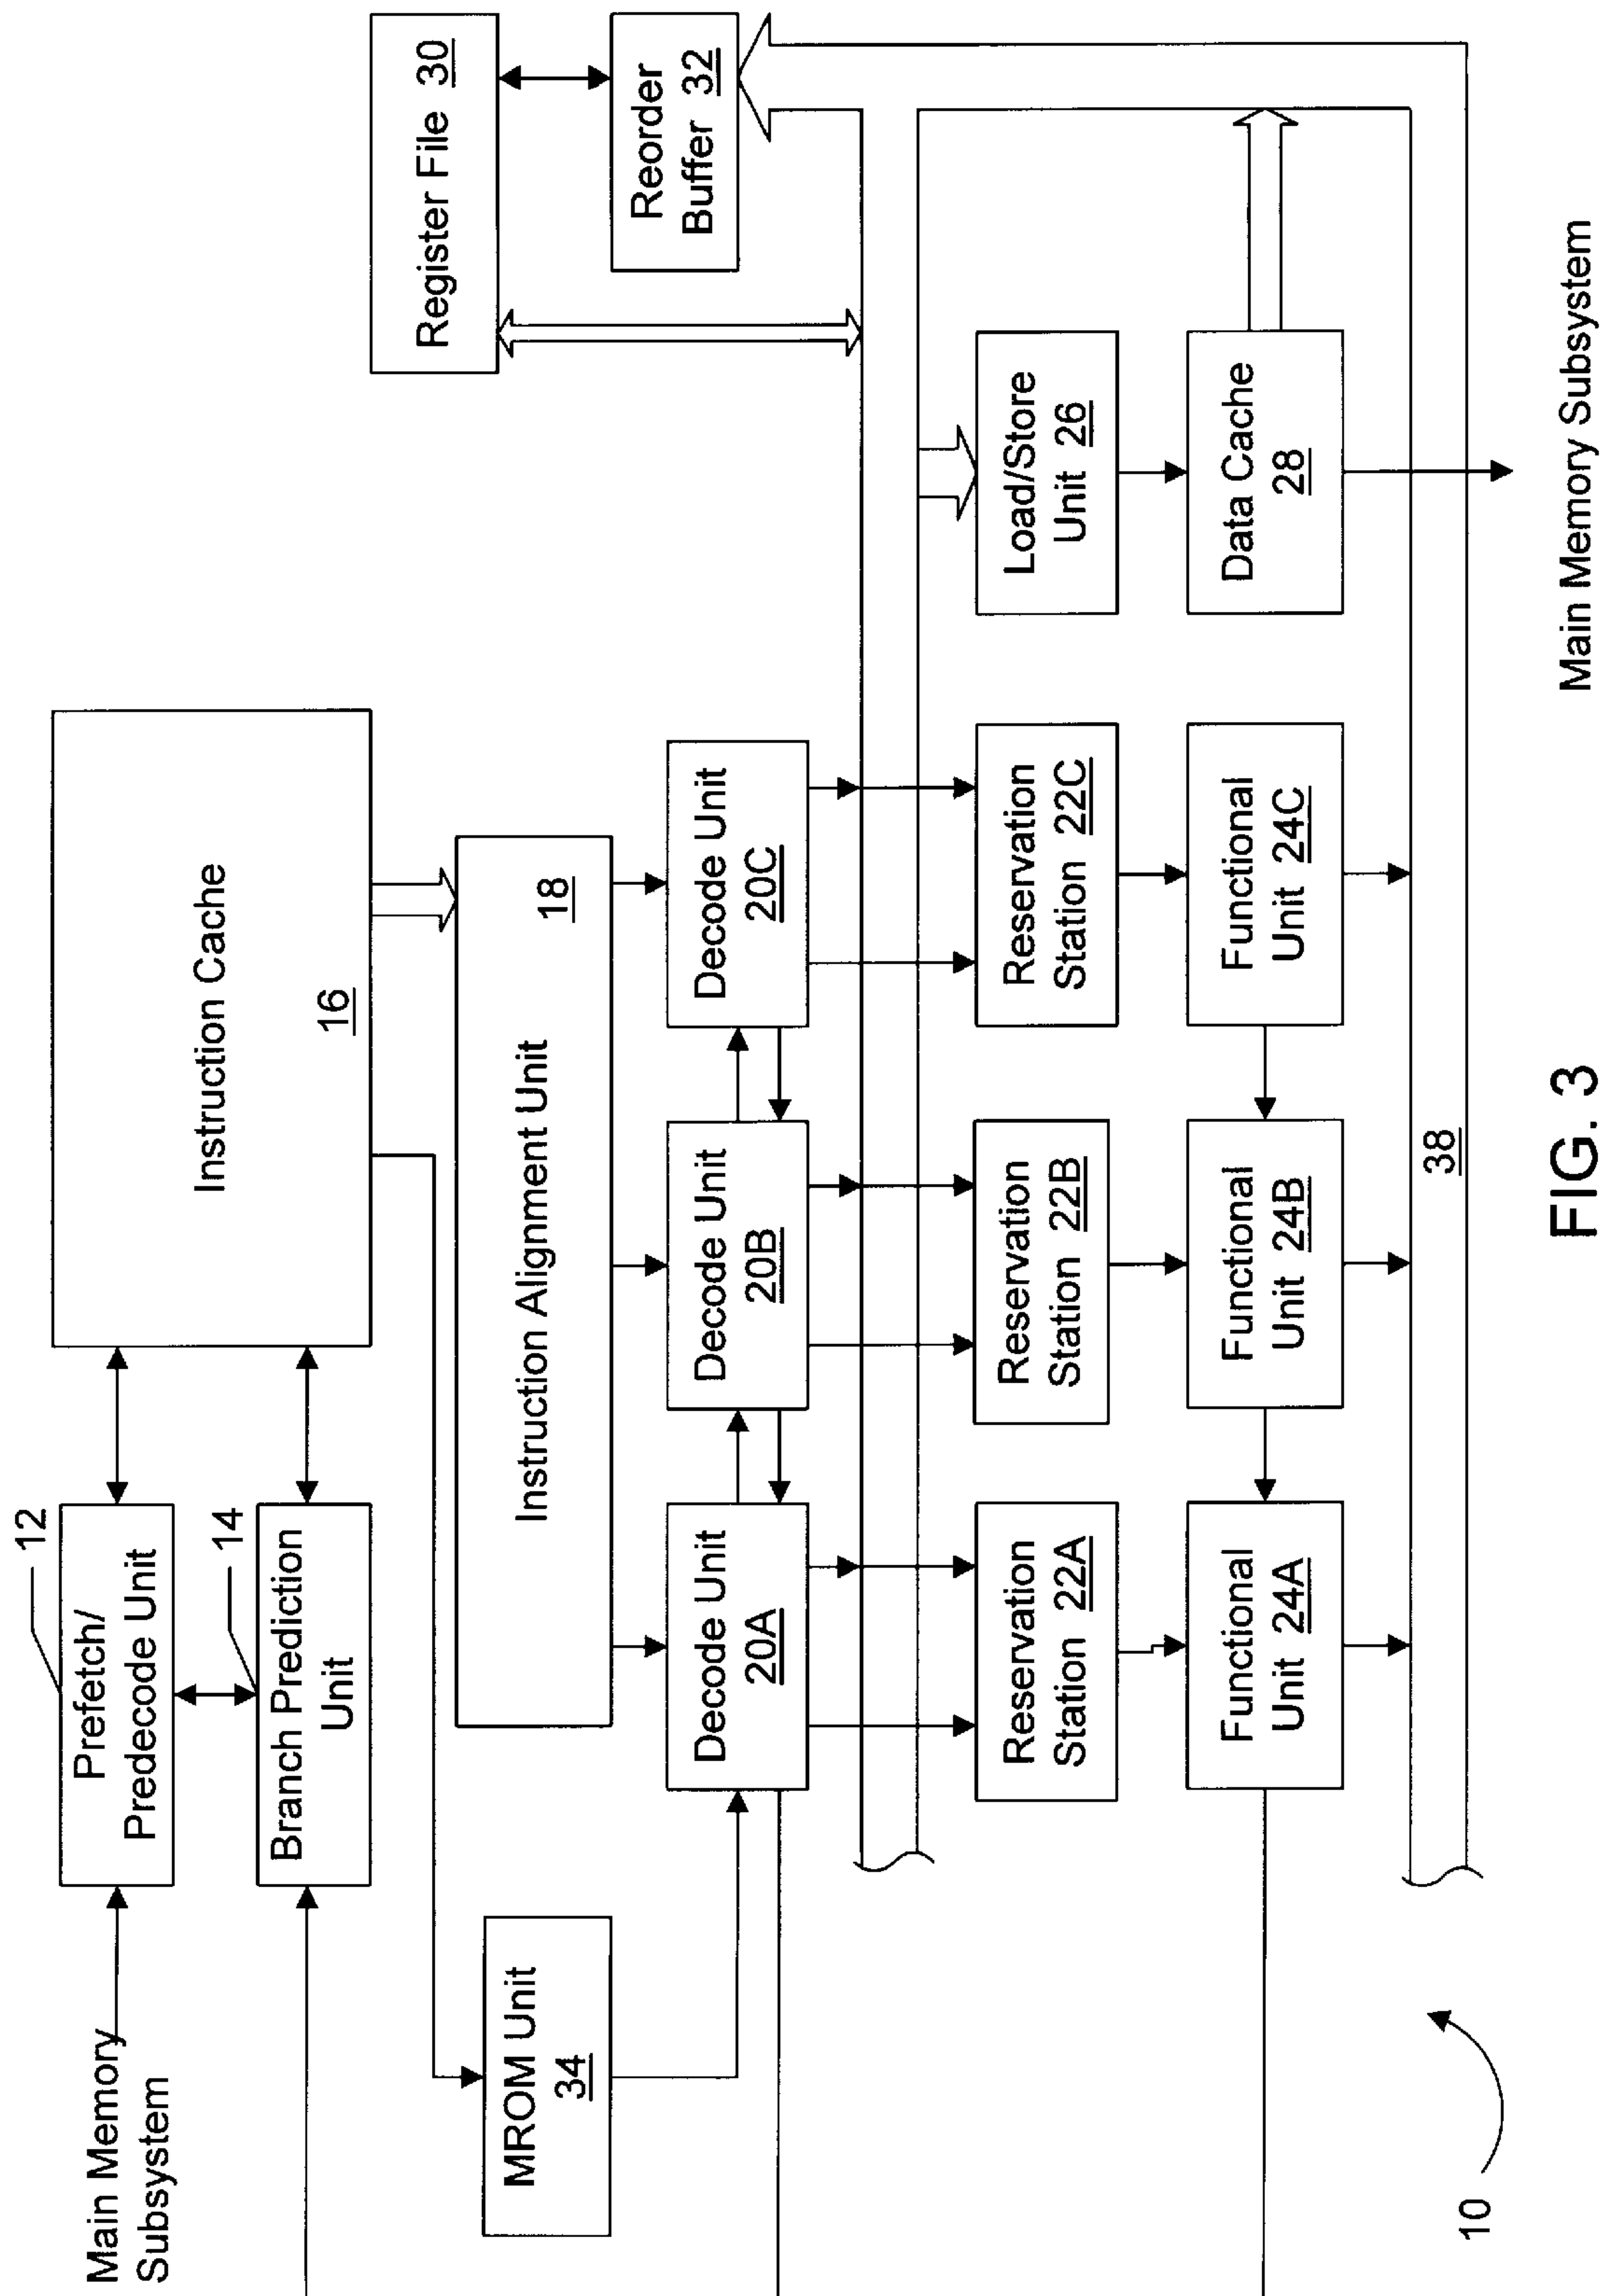 Main Memory
Subsystem
12
Prefetch/
Predecode Unit
14
Branch Prediction
Unit
Instruction Cache
16
Register File 30
Reorder
Buffer 32
MROM Unit
34
Instruction Alignment Unit
18
Decode Unit
20A
Decode Unit
20B
Decode Unit
20C
Reservation
Station 22A
Reservation
Station 22B
Reservation
Station 22C
Load/Store
Unit 26
Functional
Unit 24A
Functional
Unit 24B
Functional
Unit 24C
Data Cache
28
38
10
Main Memory Subsystem
FIG. 3